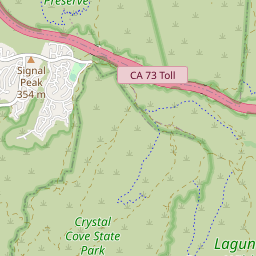 Preserve
Signal
Peak
354 m
CA 73 Toll
Crystal
Cove State
Park
Lagun